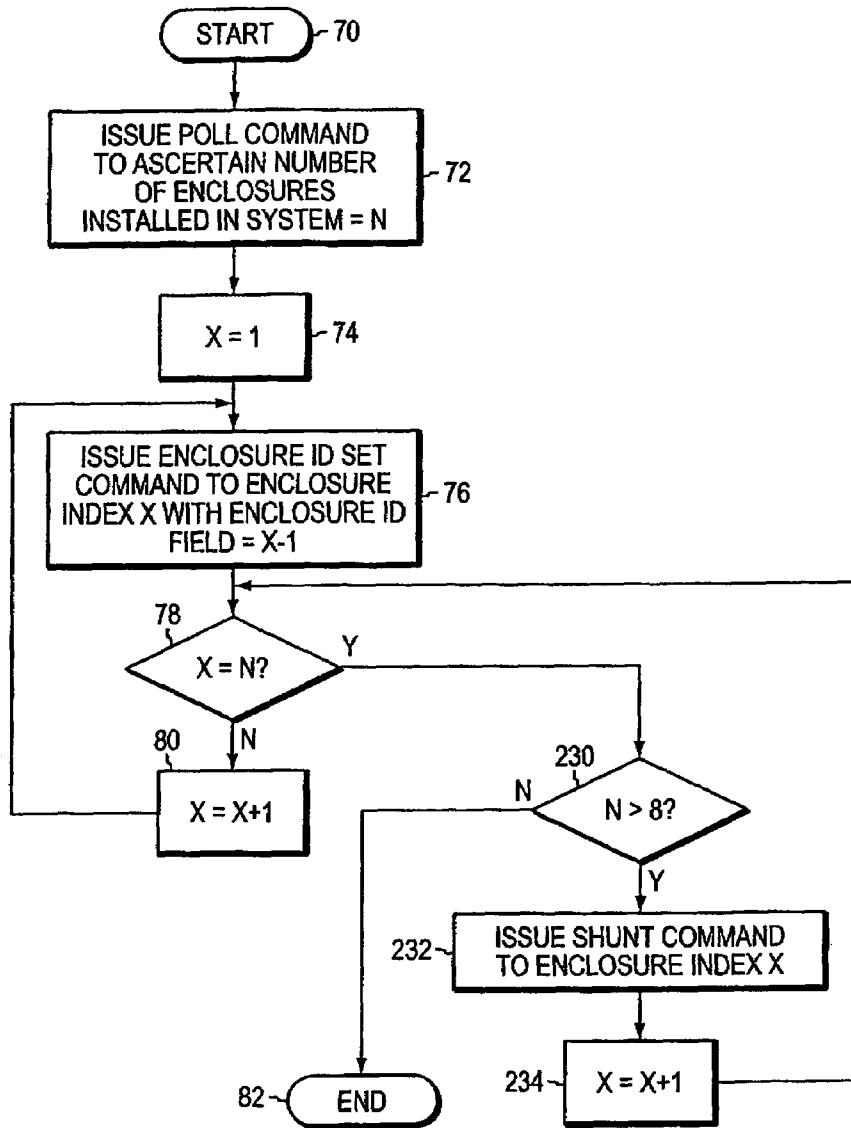 START
70
ISSUE POLL COMMAND
TO ASCERTAIN NUMBER
OF ENCLOSURES
INSTALLED IN SYSTEM = N
72
X = 1
74
ISSUE ENCLOSURE ID SET
COMMAND TO ENCLOSURE
INDEX X WITH ENCLOSURE ID
FIELD = X-1
76
78
X = N?
Y
N
80
X = X+1
230
N > 8?
N
Y
232
ISSUE SHUNT COMMAND
TO ENCLOSURE INDEX X
234
X = X+1
82
END